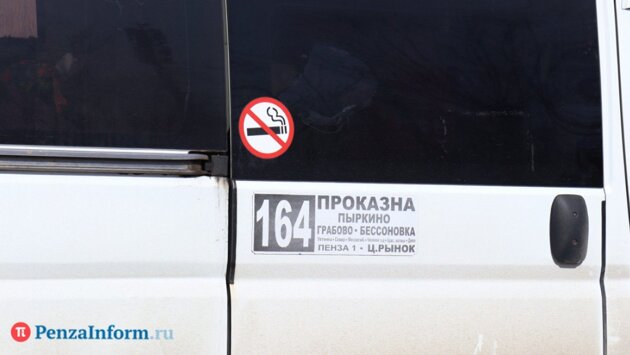 164
ПРОКАЗНА
ПЫРКИНО
ГРАБОВО • БЕССОНОВКА
ПЕНЗА 1 • Ц.РЫНОК
PenzaInform.ru